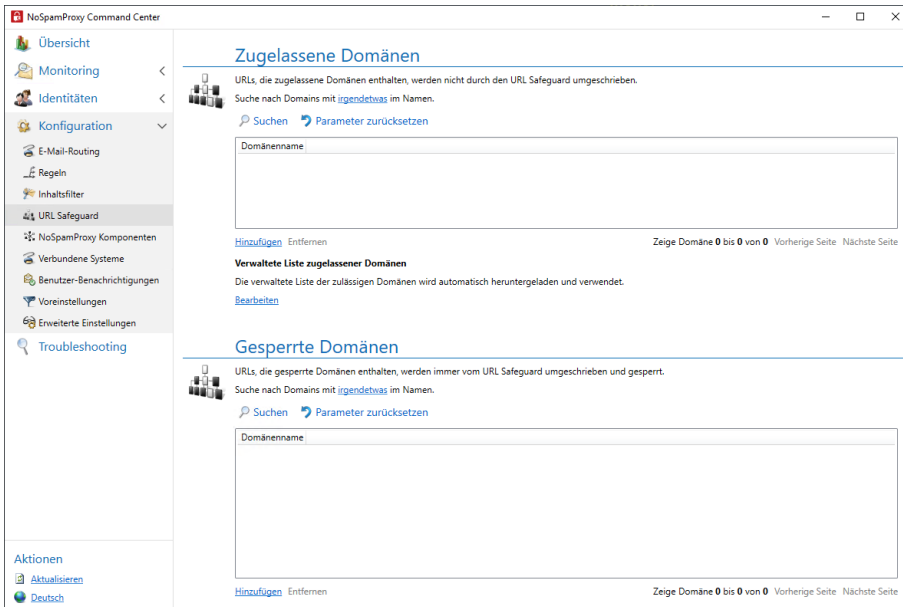 NoSpamProxy Command Center
Übersicht
Monitoring
Identitäten
Konfiguration
E-Mail-Routing
Regeln
Inhaltsfilter
URL Safeguard
NoSpamProxy Komponenten
Verbundene Systeme
Benutzer-Benachrichtigungen
Voreinstellungen
Erweiterte Einstellungen
Troubleshooting
Aktionen
Aktualisieren
Deutsch
Zugelassene Domänen
URLs, die zugelassene Domänen enthalten, werden nicht durch den URL Safeguard umgeschrieben.
Suche nach Domains mit irgendetwas im Namen.
Suchen Parameter zurücksetzen
Domänenname
Hinzufügen Entfernen Zeige Domäne 0 bis 0 von 0 Vorherige Seite Nächste Seite
Verwaltete Liste zugelassener Domänen
Die verwaltete Liste der zulässigen Domänen wird automatisch heruntergeladen und verwendet.
Bearbeiten
Gesperrte Domänen
URLs, die gesperrte Domänen enthalten, werden immer vom URL Safeguard umgeschrieben und gesperrt.
Suche nach Domains mit irgendetwas im Namen.
Suchen Parameter zurücksetzen
Domänenname
Hinzufügen Entfernen Zeige Domäne 0 bis 0 von 0 Vorherige Seite Nächste Seite